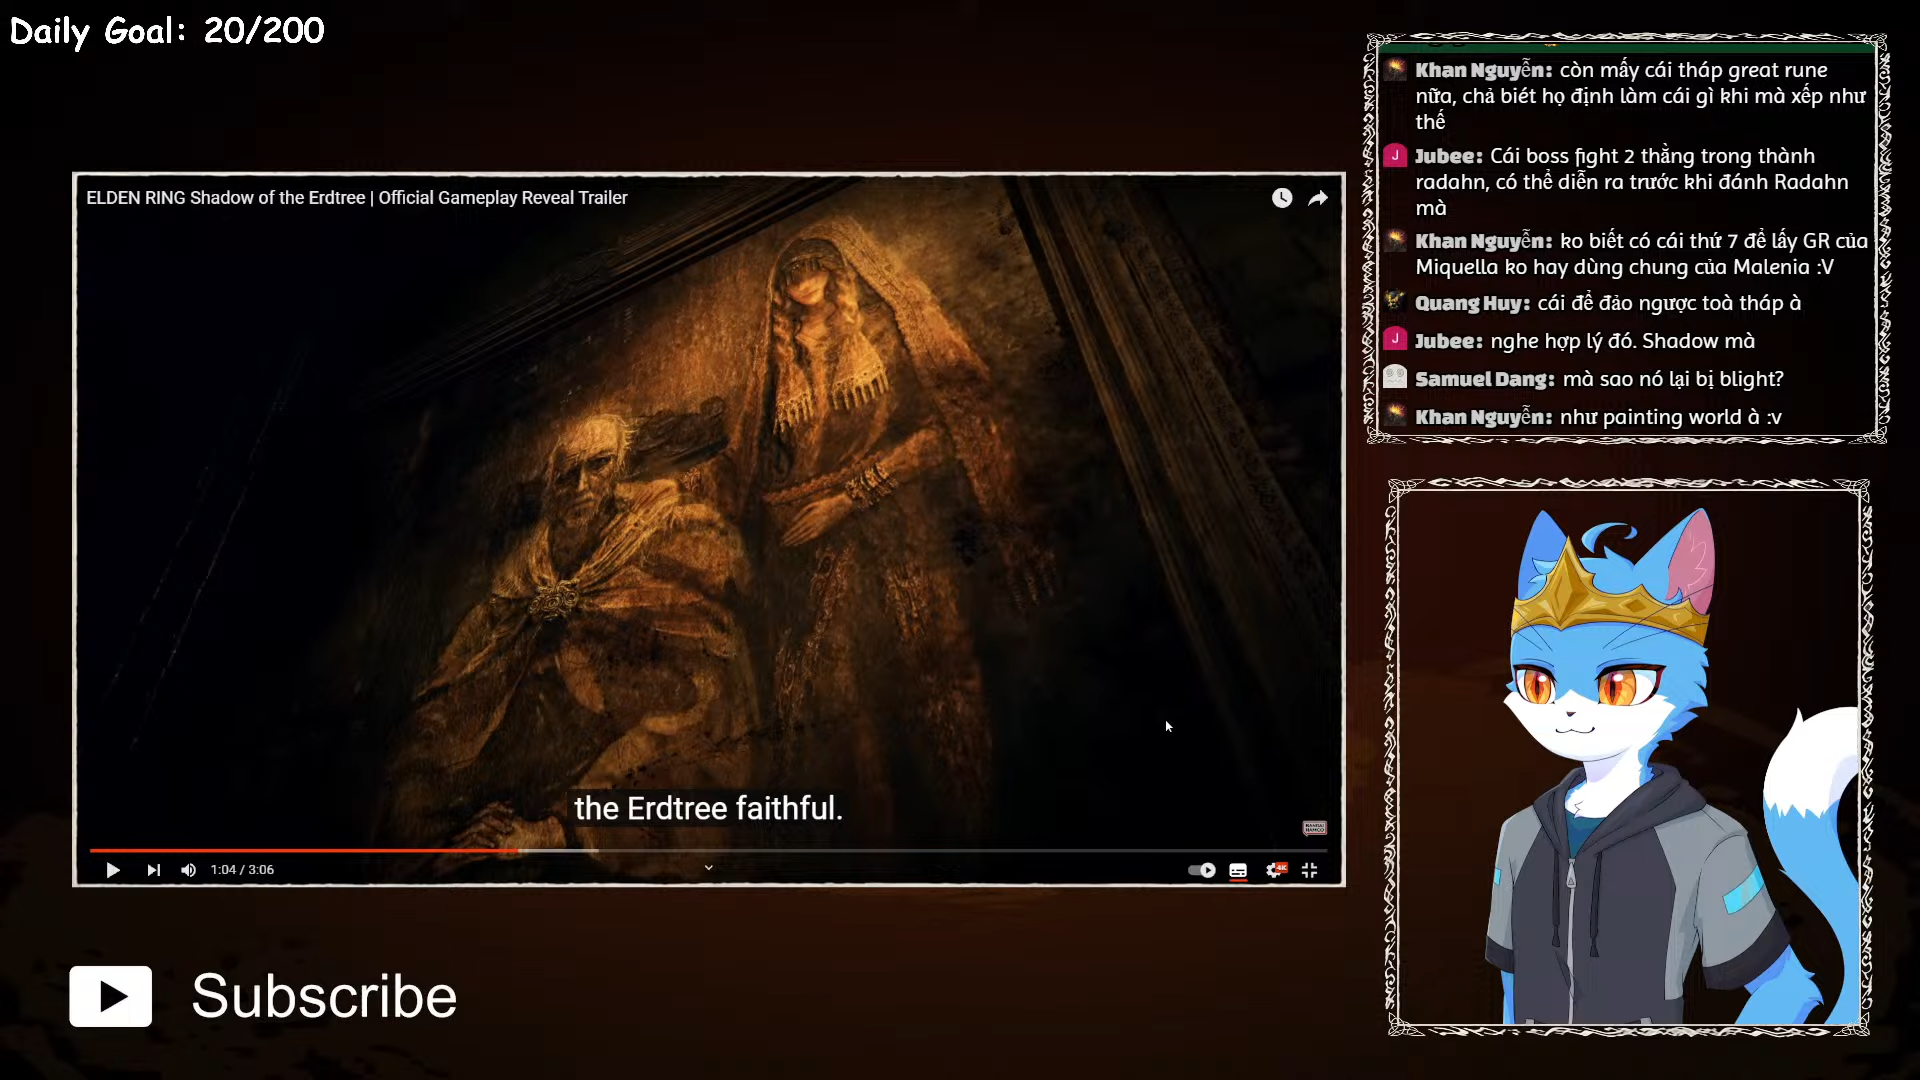 Daily Goal: 20/200
ELDEN RING Shadow of the Erdtree | Official Gameplay Reveal Trailer
the Erdtree faithful.
BANDAI
NAMCO
1:04 / 3:06
4K
Subscribe
Khan Nguyễn: còn mấy cái tháp great rune
nữa, chả biét họ định làm cái gì khi mà xếp như
thế
J Jubee: Cái boss fight 2 thằng trong thành
radahn, có thể diễn ra trước khi đánh Radahn
mà
Khan Nguyễn: ko biết có cái thứ 7 để lấy GR của
Miquella ko hay dùng chung của Malenia :V
Quang Huy: cái để đảo ngược toà tháp à
J Jubee: nghe hợp lý đó. Shadow mà
Samuel Dang: mà sao nó lại bị blight?
Khan Nguyễn: như painting world à :v